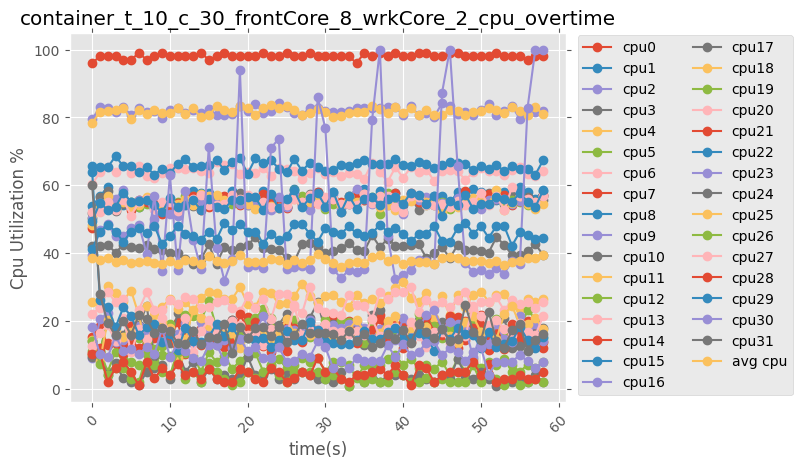 container_t_10_c_30_frontCore_8_wrkCore_2_cpu_overtime
Cpu Utilization %
100
80
60
40
20
0
0
10
20
30
40
50
60
time(s)
cpu0
cpu1
cpu2
cpu3
cpu4
cpu5
cpu6
cpu7
cpu8
cpu9
cpu10
cpu11
cpu12
cpu13
cpu14
cpu15
cpu16
cpu17
cpu18
cpu19
cpu20
cpu21
cpu22
cpu23
cpu24
cpu25
cpu26
cpu27
cpu28
cpu29
cpu30
cpu31
avg cpu